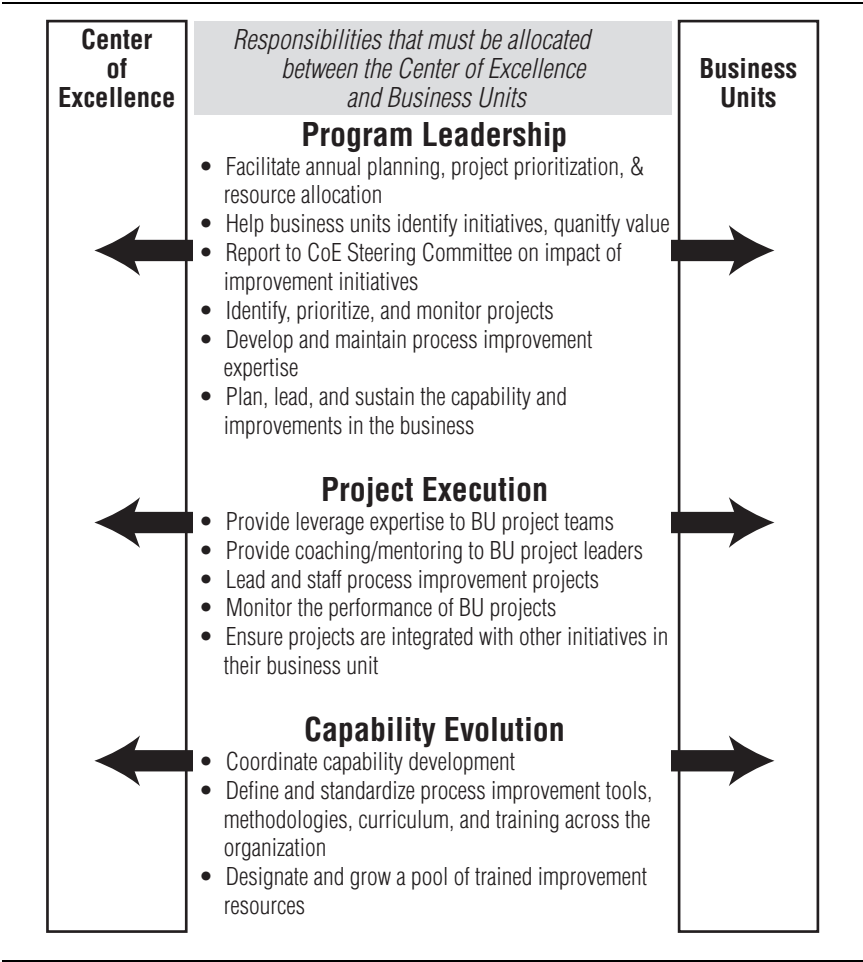 Center
of
Excellence
Responsibilities that must be allocated
between the Center of Excellence
and Business Units
Business
Units
Program Leadership
• Facilitate annual planning, project prioritization, &
resource allocation
• Help business units identify initiatives, quanitfy value
• Report to CoE Steering Committee on impact of
improvement initiatives
• Identify, prioritize, and monitor projects
• Develop and maintain process improvement
expertise
• Plan, lead, and sustain the capability and
improvements in the business
Project Execution
• Provide leverage expertise to BU project teams
• Provide coaching/mentoring to BU project leaders
• Lead and staff process improvement projects
• Monitor the performance of BU projects
• Ensure projects are integrated with other initiatives in
their business unit
Capability Evolution
• Coordinate capability development
• Define and standardize process improvement tools,
methodologies, curriculum, and training across the
organization
• Designate and grow a pool of trained improvement
resources